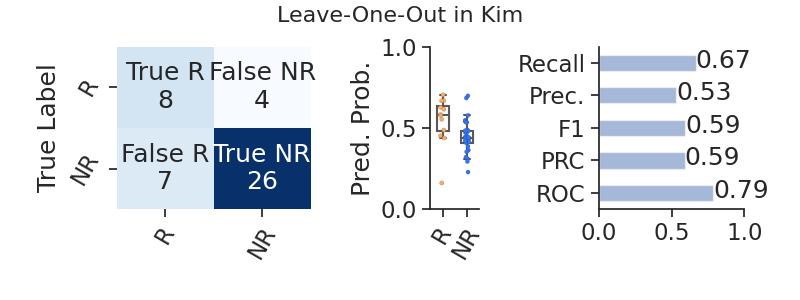 Leave-One-Out in Kim
True Label
R
NR
True R
8
False NR
4
False R
7
True NR
26
R
NR
Pred. Prob.
1.0
0.5
0.0
R
NR
Recall
0.67
Prec.
0.53
F1
0.59
PRC
0.59
ROC
0.79
0.0
0.5
1.0